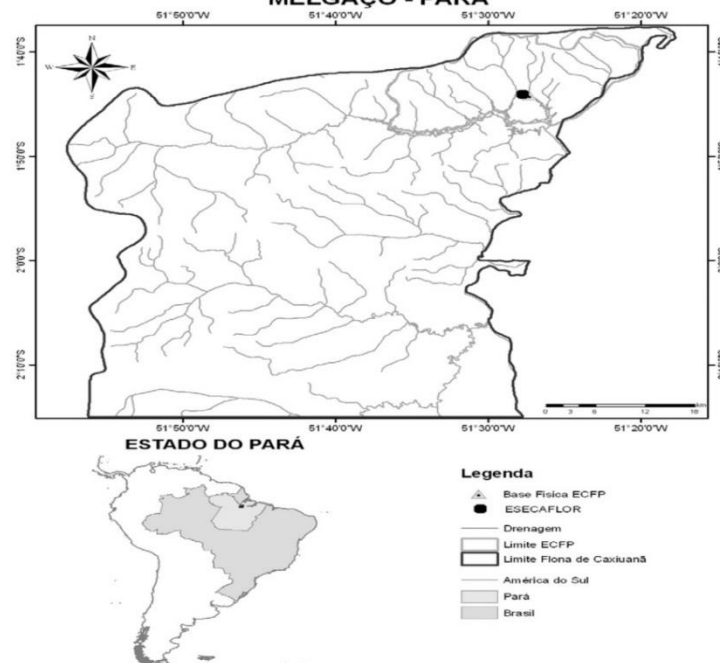 MELGAÇO - PARÁ
51°50'0"W 51°40'0"W 51°30'0"W 51°20'0"W
N
W E
S
1°40'0"S
1°50'0"S
2°00'0"S
2°10'0"S
0 3 6 12 18
51°50'0"W 51°40'0"W 51°30'0"W 51°20'0"W
ESTADO DO PARÁ
Legenda
Base Física ECFP
ESECAFLOR
Drenagem
Limite ECFP
Limite Flona de Caxiuanã
América do Sul
Pará
Brasil